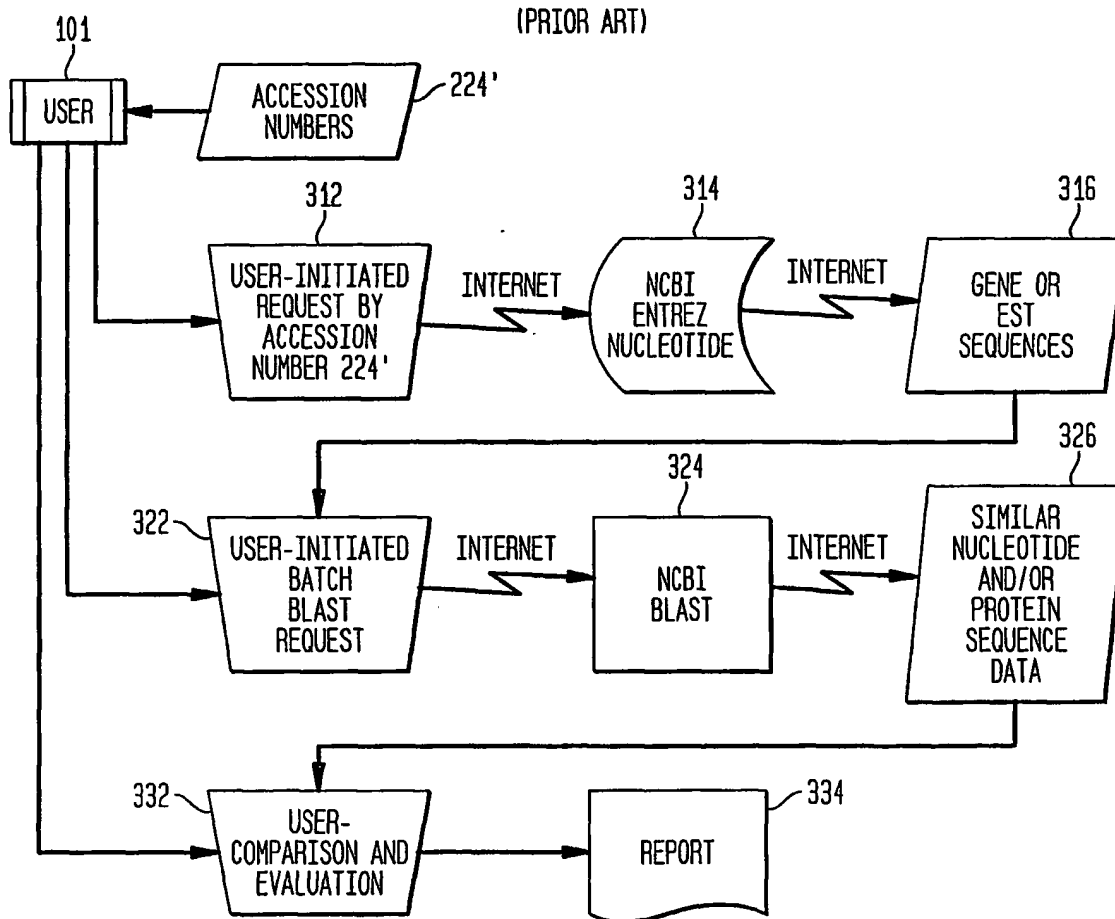 (PRIOR ART)
101
USER
ACCESSION
NUMBERS
224'
312
USER-INITIATED
REQUEST BY
ACCESSION
NUMBER 224'
INTERNET
314
NCBI
ENTREZ
NUCLEOTIDE
INTERNET
316
GENE OR
EST
SEQUENCES
322
USER-INITIATED
BATCH
BLAST
REQUEST
INTERNET
324
NCBI
BLAST
INTERNET
326
SIMILAR
NUCLEOTIDE
AND/OR
PROTEIN
SEQUENCE
DATA
332
USER-
COMPARISON AND
EVALUATION
334
REPORT